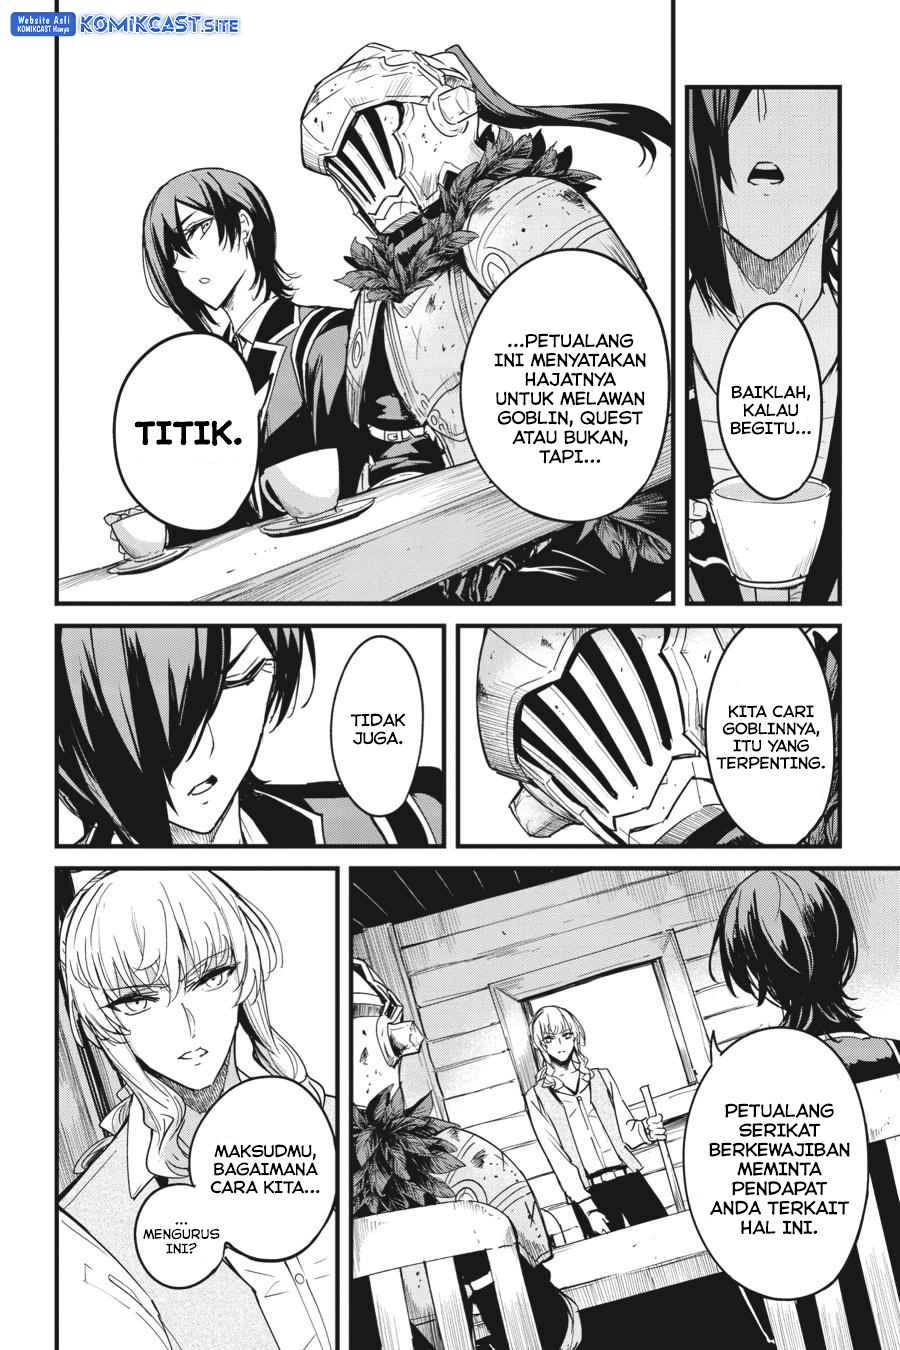 Website Asli
KOMIKCAST Hanya
KOMIKCAST.SITE
BAIKLAH,
KALAU
BEGITU...
...PETUALANG
INI MENYATAKAN
HAJATNYA
UNTUK MELAWAN
GOBLIN, QUEST
ATAU BUKAN,
TAPI...
TITIK.
KITA CARI
GOBLINNYA,
ITU YANG
TERPENTING.
TIDAK
JUGA.
PETUALANG
SERIKAT
BERKEWAJIBAN
MEMINTA
PENDAPAT
ANDA TERKAIT
HAL INI.
MAKSUDMU,
BAGAIMANA
CARA KITA...
...
MENGURUS
INI?